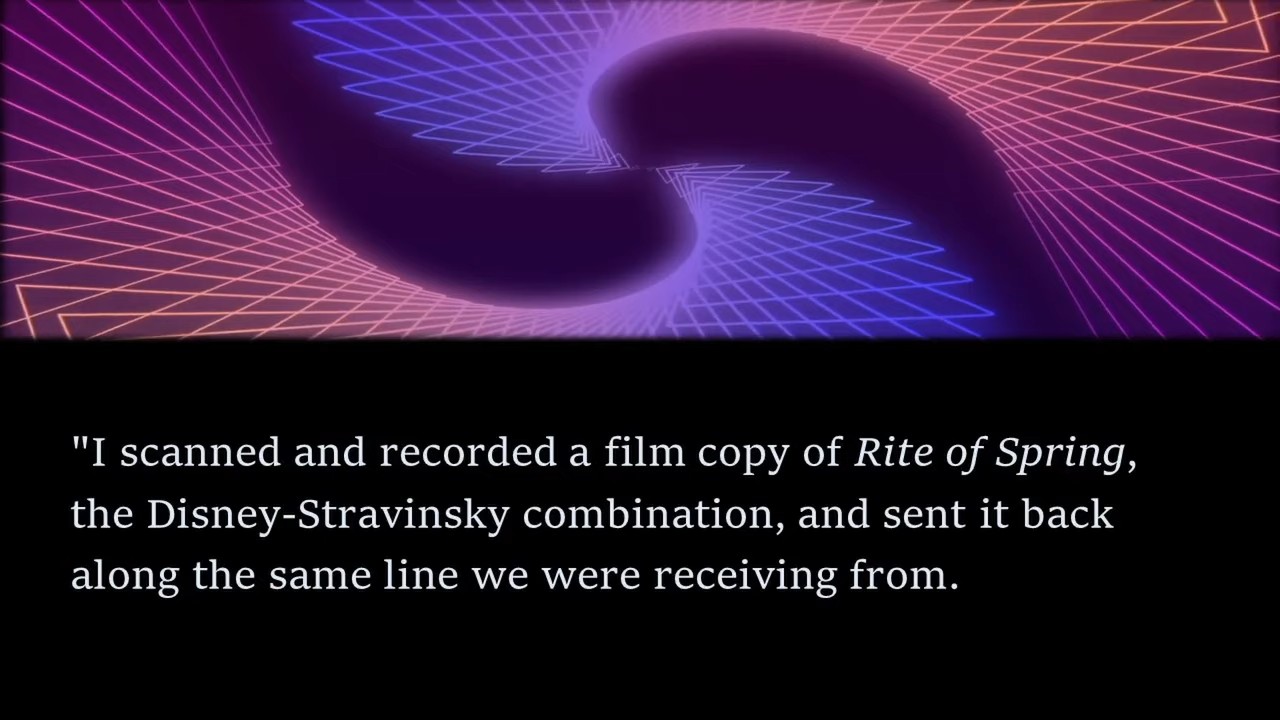 "I scanned and recorded a film copy of Rite of Spring,
the Disney-Stravinsky combination, and sent it back
along the same line we were receiving from.